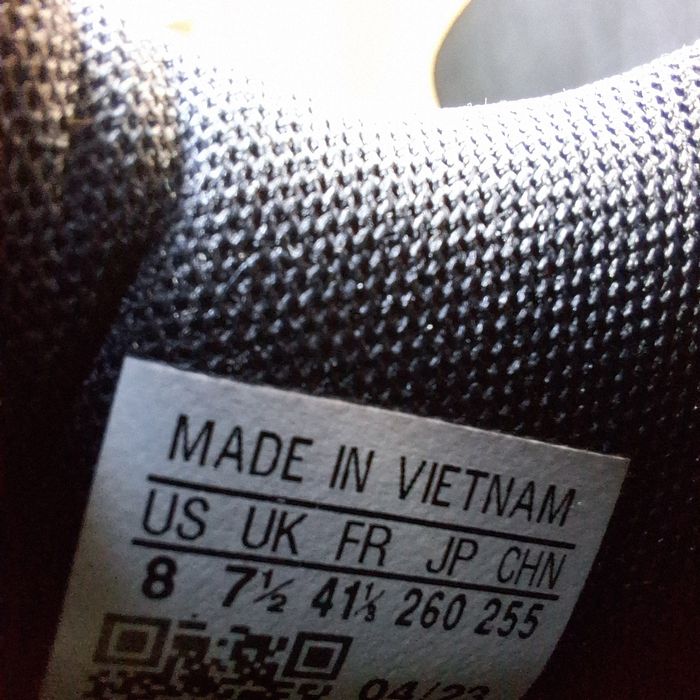 MADE IN VIETNAM
US UK FR JP CHN
8 7½ 41⅓ 260 255